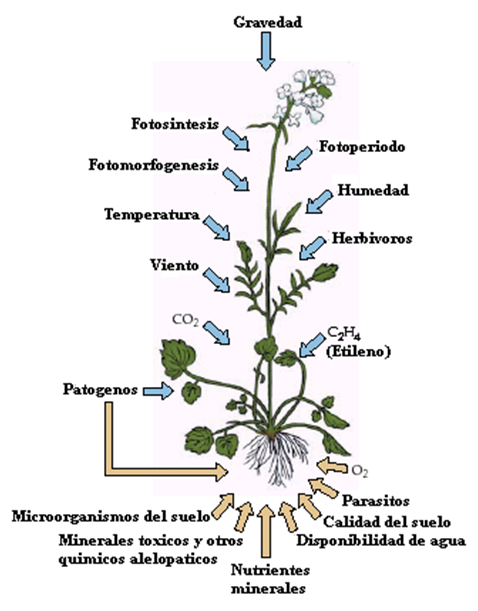 Gravedad
Fotosintesis
Fotoperiodo
Fotomorfogenesis
Humedad
Temperatura
Herbivoros
Viento
CO₂
C₂H₄
(Etileno)
Patogenos
O₂
Parasitos
Microorganismos del suelo
Calidad del suelo
Minerales toxicos y otros
quimicos alelopaticos
Disponibilidad de agua
Nutrientes
minerales